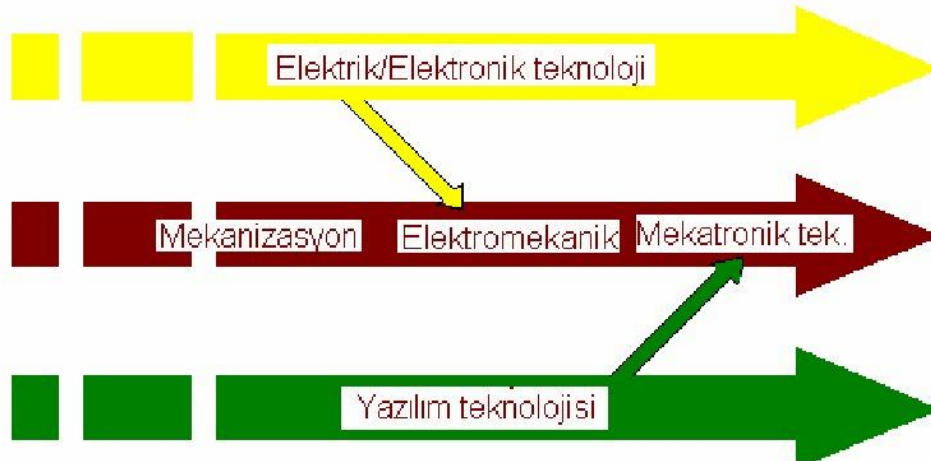 Elektrik/Elektronik teknoloji
Mekanizasyon Elektromekanik Mekatronik tek.
Yazılım teknolojisi